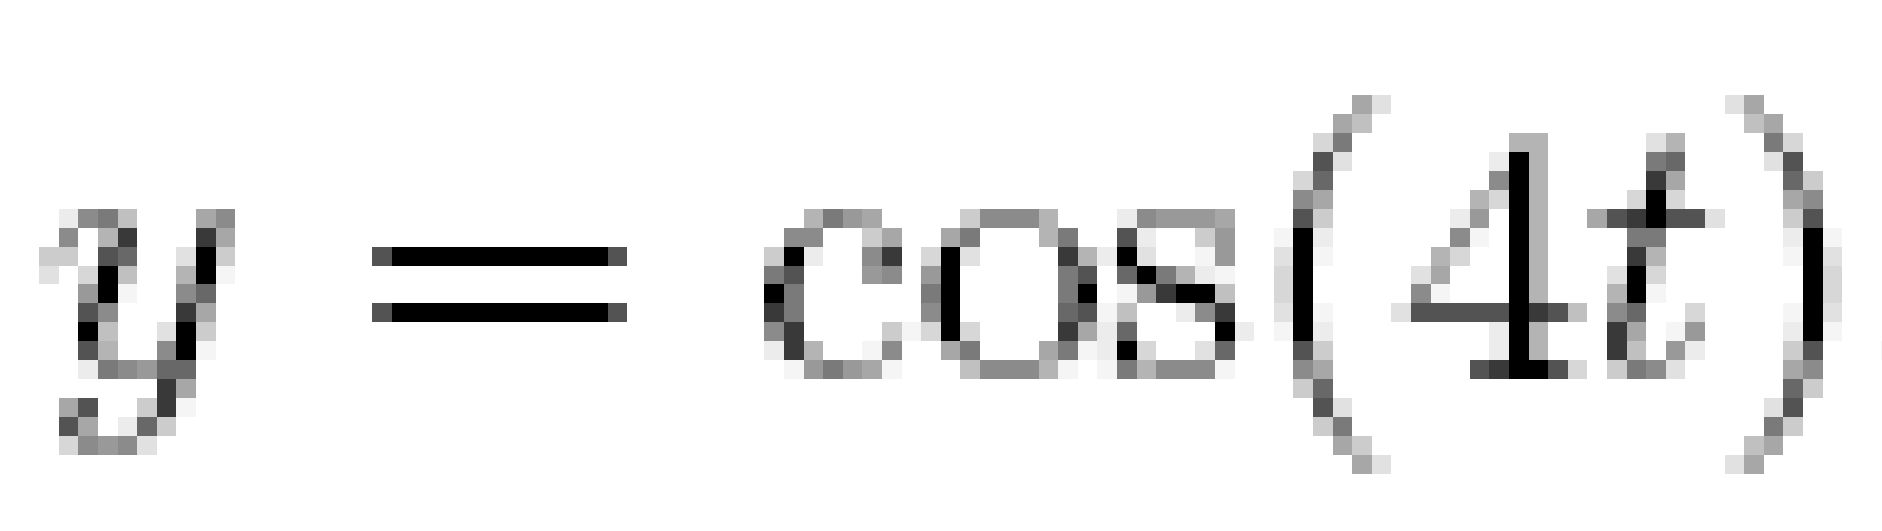 y = cos(4t)